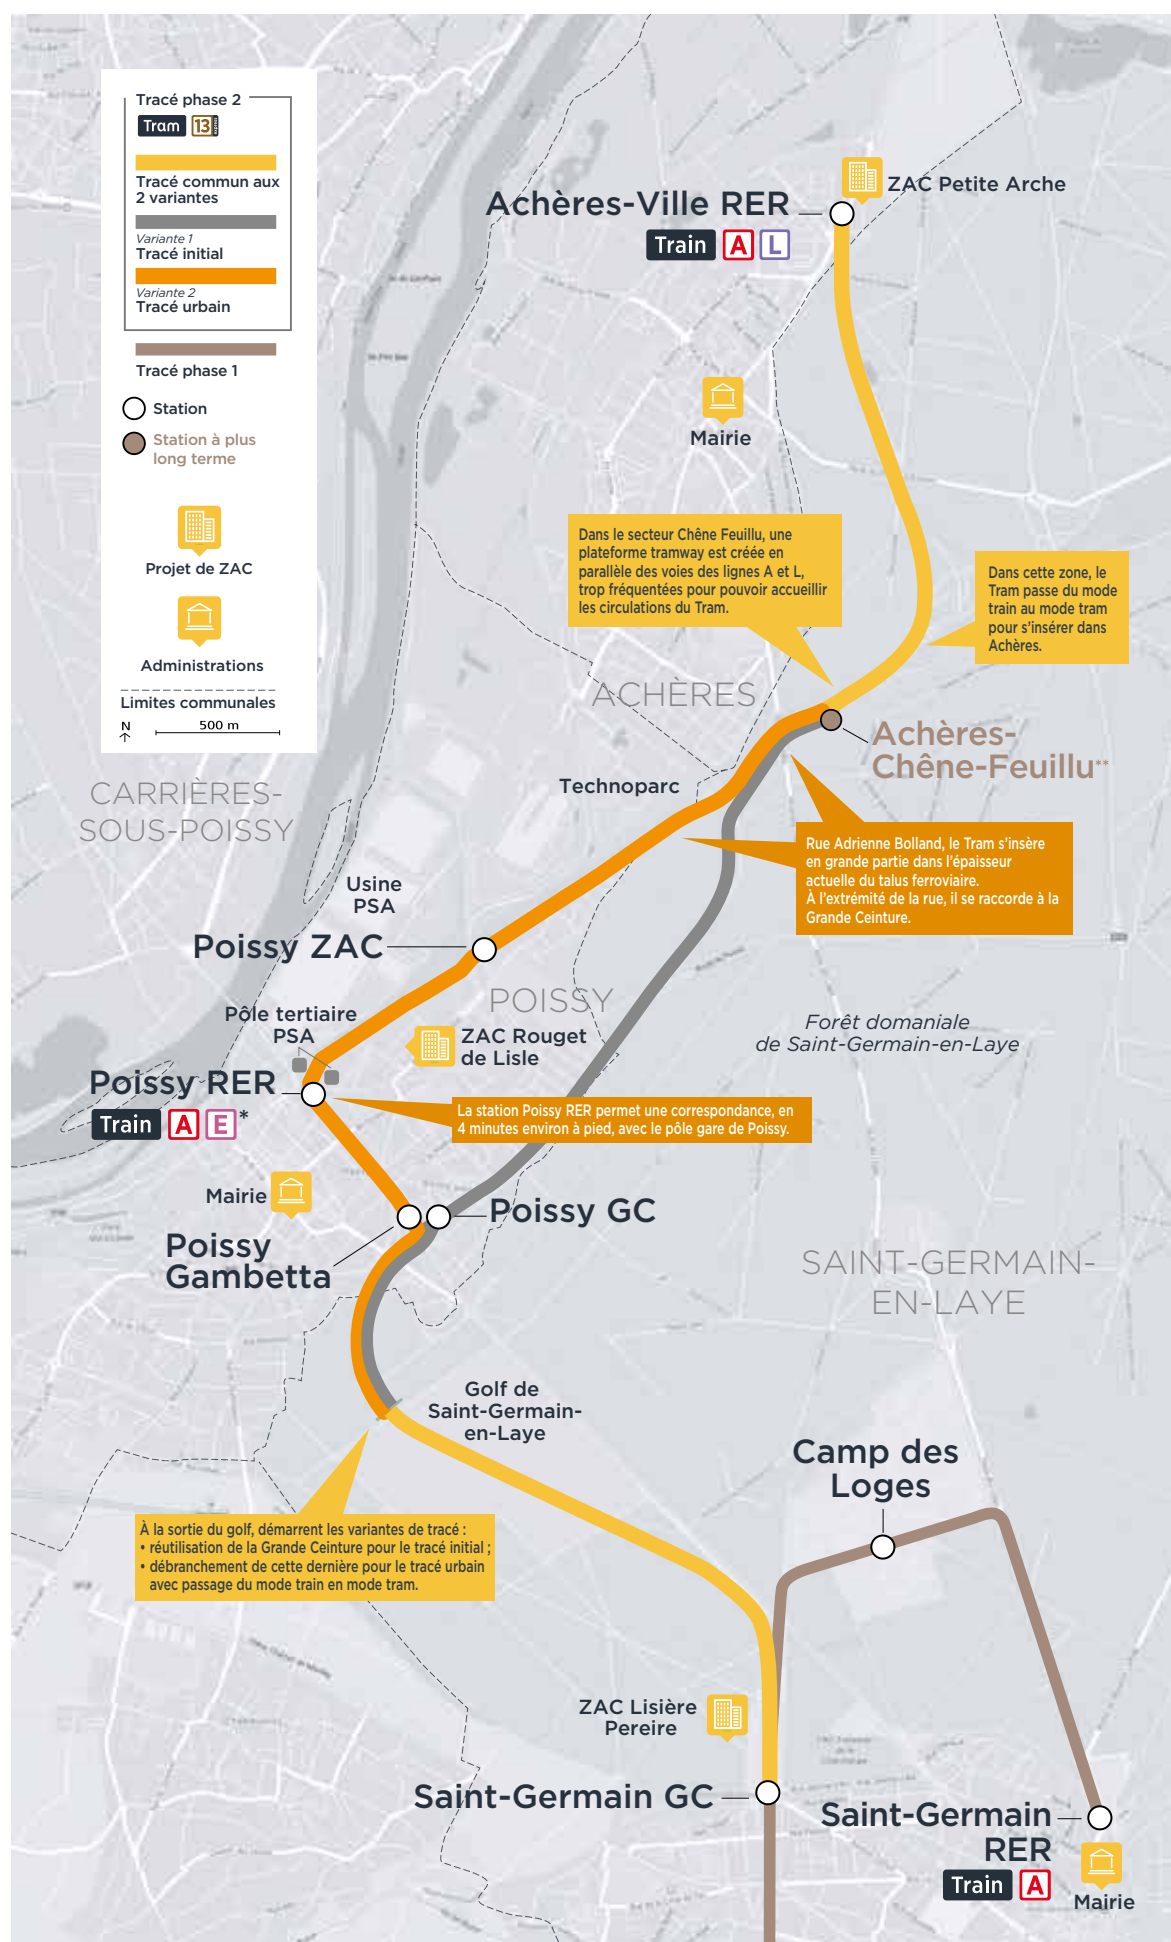 Tracé phase 2
Tram 13
Tracé commun aux
2 variantes
Variante 1
Tracé initial
Variante 2
Tracé urbain
Tracé phase 1
Station
Station à plus
long terme
Projet de ZAC
Administrations
Limites communales
N
500 m
ZAC Petite Arche
Achères-Ville RER
Train A L
Mairie
Dans le secteur Chêne Feuillu, une
plateforme tramway est créée en
parallèle des voies des lignes A et L,
trop fréquentées pour pouvoir accueillir
les circulations du Tram.
Dans cette zone, le
Tram passe du mode
train au mode tram
pour s'insérer dans
Achères.
ACHÈRES
Achères-
Chêne-Feuillu**
CARRIÈRES-
SOUS-POISSY
Technoparc
Rue Adrienne Bolland, le Tram s'insère
en grande partie dans l'épaisseur
actuelle du talus ferroviaire.
À l'extrémité de la rue, il se raccorde à la
Grande Ceinture.
Usine
PSA
Poissy ZAC
POISSY
Pôle tertiaire
PSA
ZAC Rouget
de Lisle
Forêt domaniale
de Saint-Germain-en-Laye
Poissy RER
Train A E*
La station Poissy RER permet une correspondance, en
4 minutes environ à pied, avec le pôle gare de Poissy.
Mairie
Poissy GC
Poissy
Gambetta
SAINT-GERMAIN-
EN-LAYE
Golf de
Saint-Germain-
en-Laye
Camp des
Loges
À la sortie du golf, démarrent les variantes de tracé :
• réutilisation de la Grande Ceinture pour le tracé initial ;
• débranchement de cette dernière pour le tracé urbain
avec passage du mode train en mode tram.
ZAC Lisière
Pereire
Saint-Germain GC
Saint-Germain
RER
Train A
Mairie